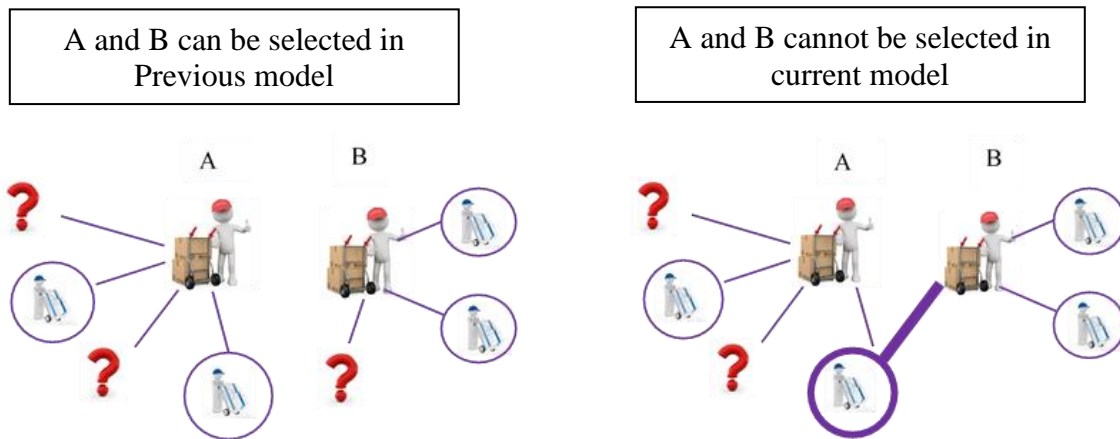 A and B can be selected in
Previous model
A and B cannot be selected in
current model
A
B
A
B
?
?
?
?
?